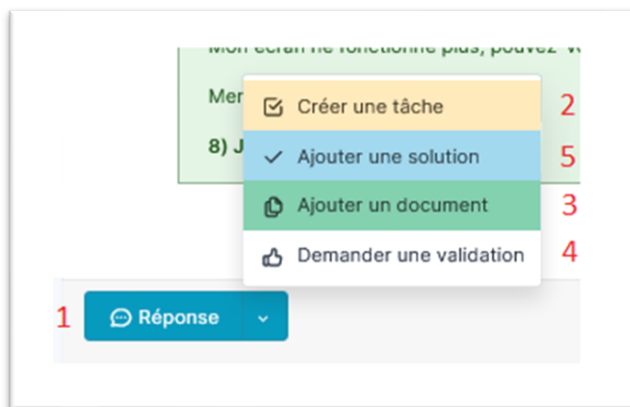 Mon écran ne fonctionne plus, pouvez
Mer
Créer une tâche 2
8) J
Ajouter une solution 5
Ajouter un document 3
Demander une validation 4
1 Réponse